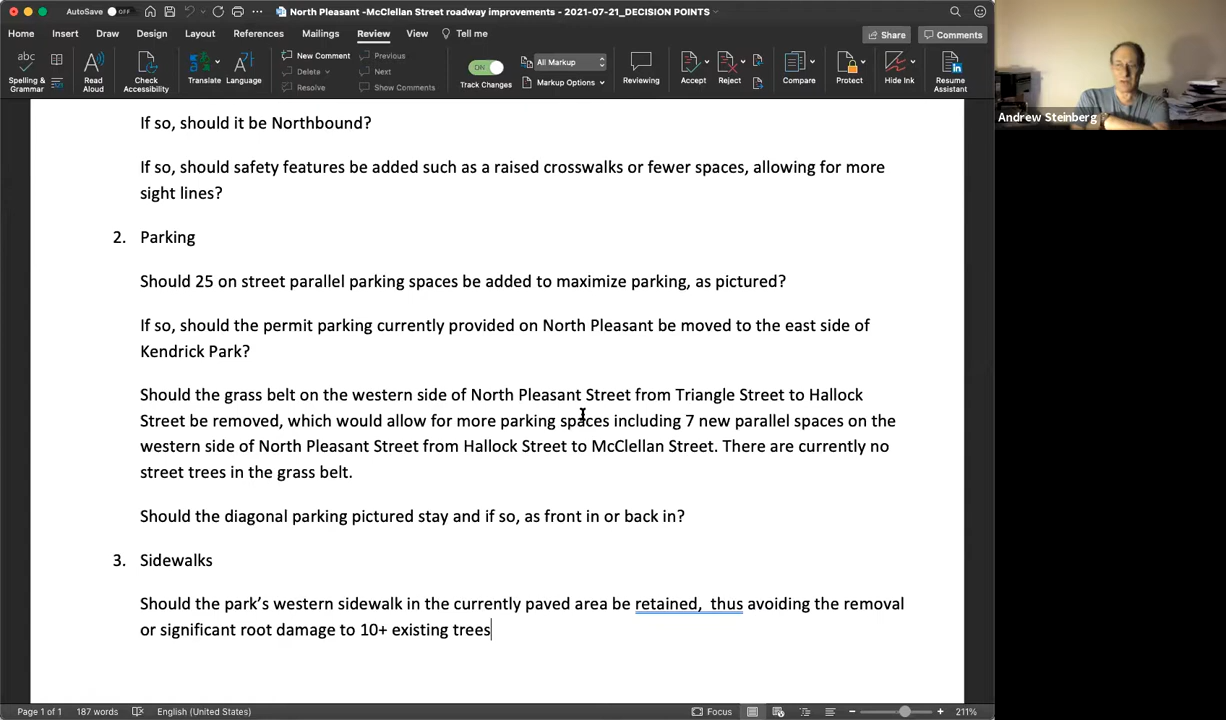 AutoSave OFF
North Pleasant -McClellan Street roadway improvements - 2021-07-21_DECISION POINTS
Home Insert Draw Design Layout References Mailings Review View Tell me
Share Comments
abc
Spelling & Grammar
Read Aloud
Check Accessibility
Translate
Language
New Comment
Delete
Resolve
Previous
Next
Show Comments
ON
Track Changes
All Markup
Markup Options
Reviewing
Accept
Reject
Compare
Protect
Hide Ink
Resume Assistant
Andrew Steinberg
If so, should it be Northbound?
If so, should safety features be added such as a raised crosswalks or fewer spaces, allowing for more
sight lines?
2. Parking
Should 25 on street parallel parking spaces be added to maximize parking, as pictured?
If so, should the permit parking currently provided on North Pleasant be moved to the east side of
Kendrick Park?
Should the grass belt on the western side of North Pleasant Street from Triangle Street to Hallock
Street be removed, which would allow for more parking spaces including 7 new parallel spaces on the
western side of North Pleasant Street from Hallock Street to McClellan Street. There are currently no
street trees in the grass belt.
Should the diagonal parking pictured stay and if so, as front in or back in?
3. Sidewalks
Should the park's western sidewalk in the currently paved area be retained,  thus avoiding the removal
or significant root damage to 10+ existing trees
Page 1 of 1 187 words English (United States) Focus 211%